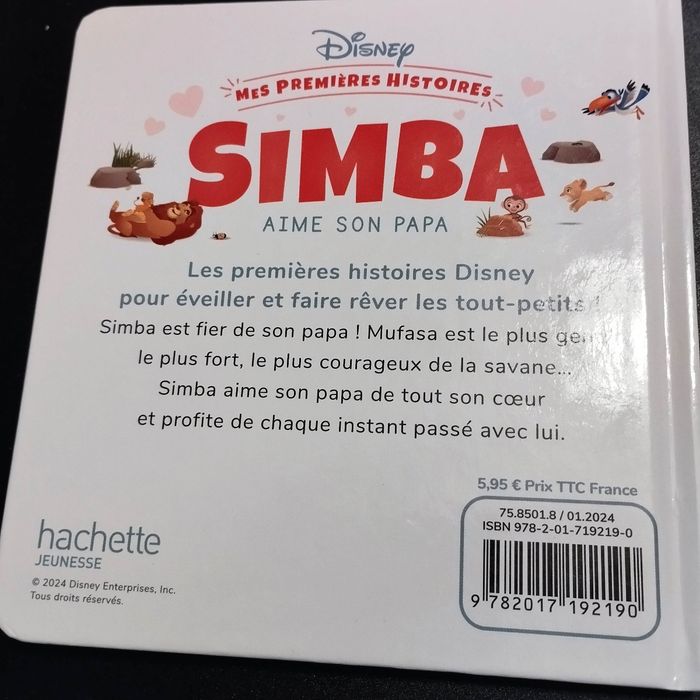 Disney
MES PREMIÈRES HISTOIRES
SIMBA
AIME SON PAPA
Les premières histoires Disney
pour éveiller et faire rêver les tout-petits !
Simba est fier de son papa ! Mufasa est le plus
le plus fort, le plus courageux de la savane...
Simba aime son papa de tout son cœur
et profite de chaque instant passé avec lui.
5,95 € Prix TTC France
75.8501.8 / 01.2024
ISBN 978-2-01-719219-0
9 782017 192190
hachette
JEUNESSE
© 2024 Disney Enterprises, Inc.
Tous droits réservés.